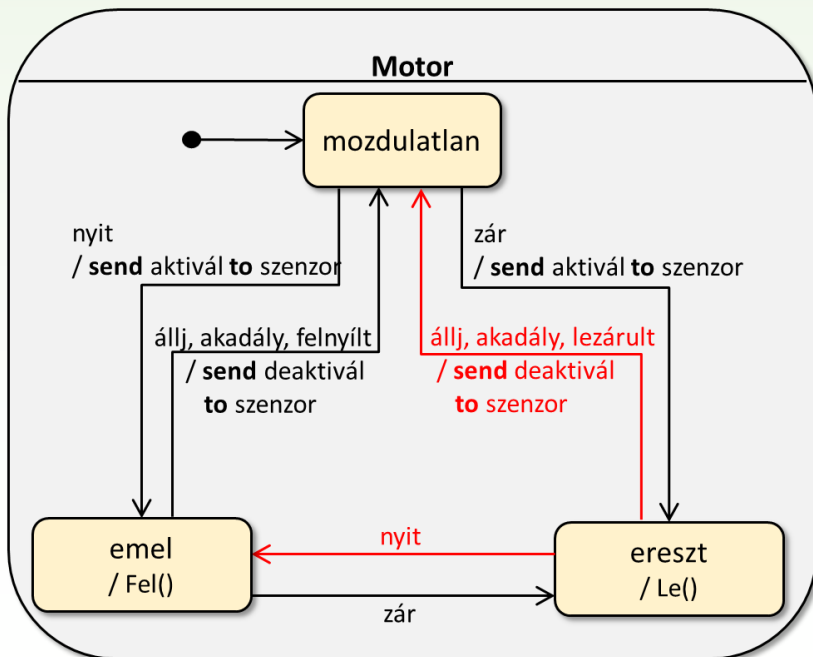 Motor
mozdulatlan
nyit
/ send aktivál to szenzor
zár
/ send aktivál to szenzor
állj, akadály, felnyílt
/ send deaktivál
to szenzor
állj, akadály, lezárult
/ send deaktivál
to szenzor
emel
/ Fel()
nyit
zár
ereszt
/ Le()